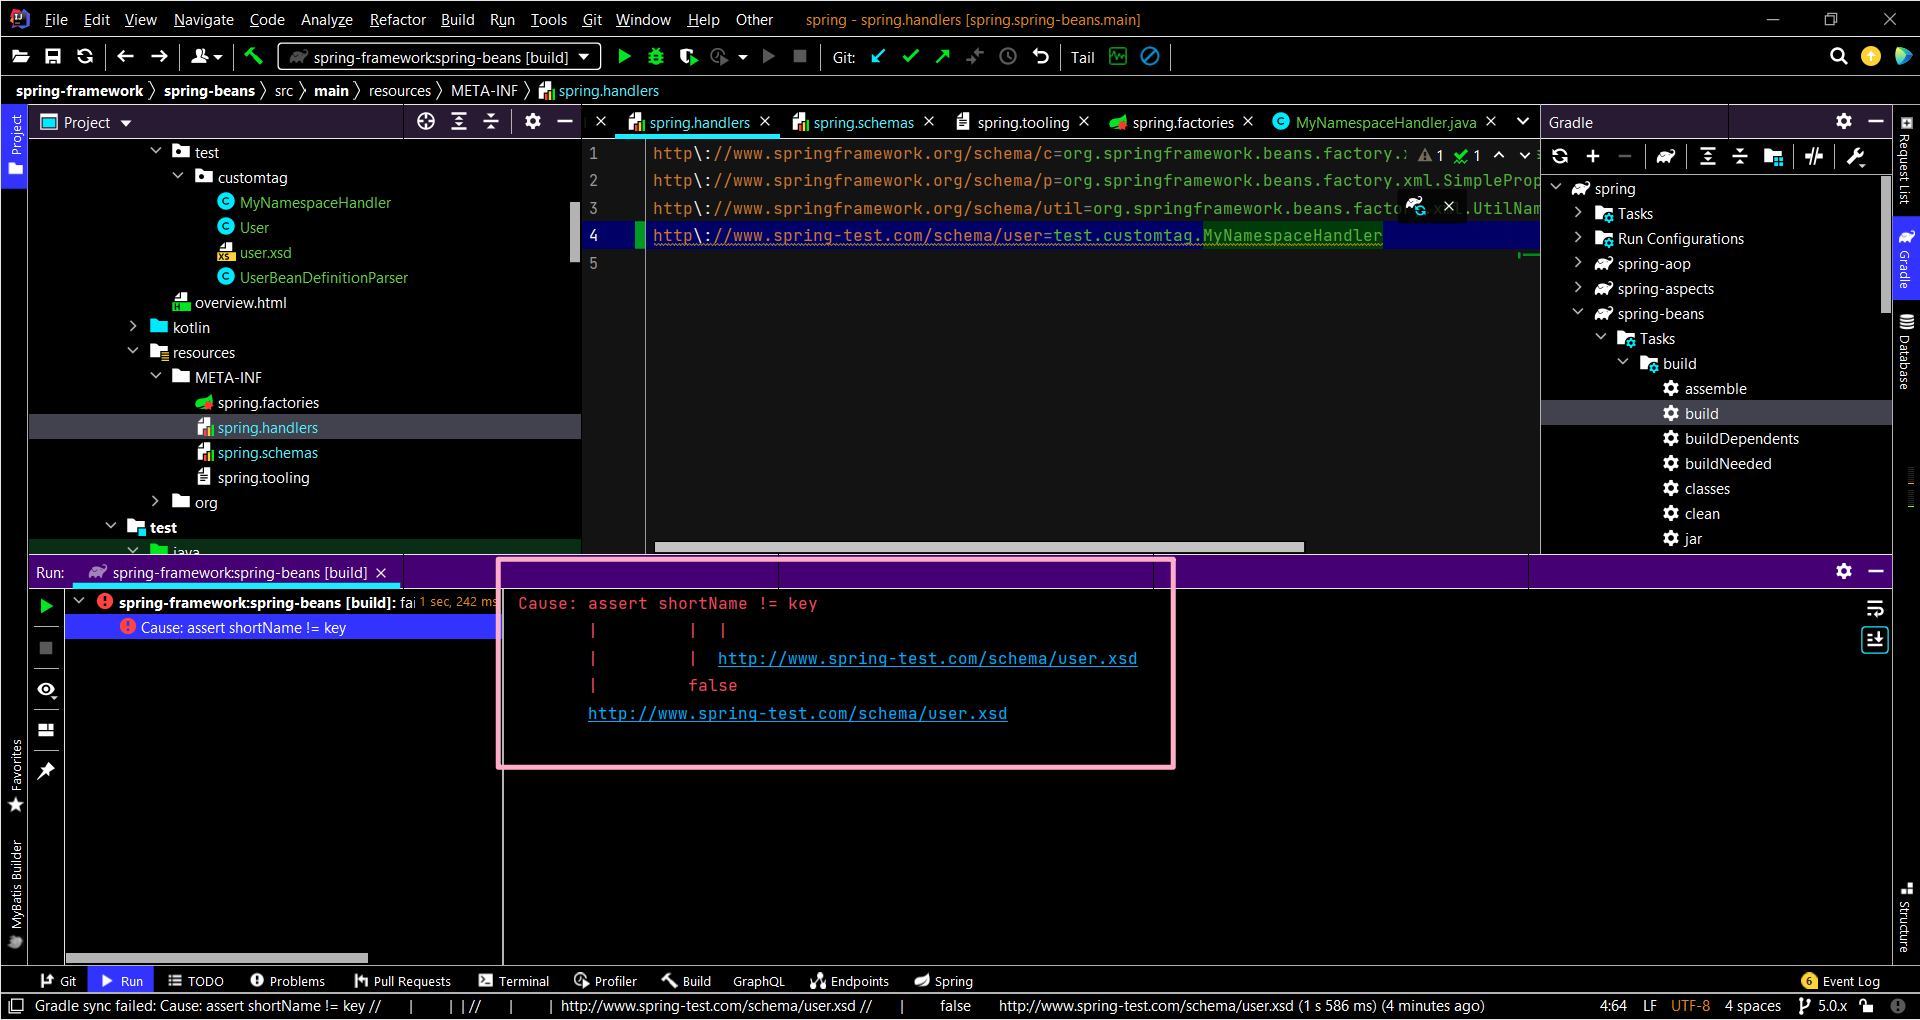 File Edit View Navigate Code Analyze Refactor Build Run Tools Git Window Help Other spring - spring.handlers [spring.spring-beans.main]
spring-framework:spring-beans [build] Git: Tail
spring-framework spring-beans src main resources META-INF spring.handlers
Project
test
customtag
MyNamespaceHandler
User
user.xsd
UserBeanDefinitionParser
overview.html
kotlin
resources
META-INF
spring.factories
spring.handlers
spring.schemas
spring.tooling
org
test
java
spring.handlers spring.schemas spring.tooling spring.factories MyNamespaceHandler.java
1 http\://www.springframework.org/schema/c=org.springframework.beans.factory.x 1 1
2 http\://www.springframework.org/schema/p=org.springframework.beans.factory.xml.SimpleProp
3 http\://www.springframework.org/schema/util=org.springframework.beans.factory.xml.UtilNam
4 http\://www.spring-test.com/schema/user=test.customtag.MyNamespaceHandler
5
Gradle
spring
Tasks
Run Configurations
spring-aop
spring-aspects
spring-beans
Tasks
build
assemble
build
buildDependents
buildNeeded
classes
clean
jar
Project
Favorites
MyBatis Builder
Request List
Gradle
Database
Structure
Run: spring-framework:spring-beans [build]
spring-framework:spring-beans [build]: fai 1 sec, 242 ms
Cause: assert shortName != key
Cause: assert shortName != key
| | |
| | http://www.spring-test.com/schema/user.xsd
| false
http://www.spring-test.com/schema/user.xsd
Git Run TODO Problems Pull Requests Terminal Profiler Build GraphQL Endpoints Spring 6 Event Log
Gradle sync failed: Cause: assert shortName != key // | | | // | | http://www.spring-test.com/schema/user.xsd // | false http://www.spring-test.com/schema/user.xsd (1 s 586 ms) (4 minutes ago) 4:64 LF UTF-8 4 spaces 5.0.x